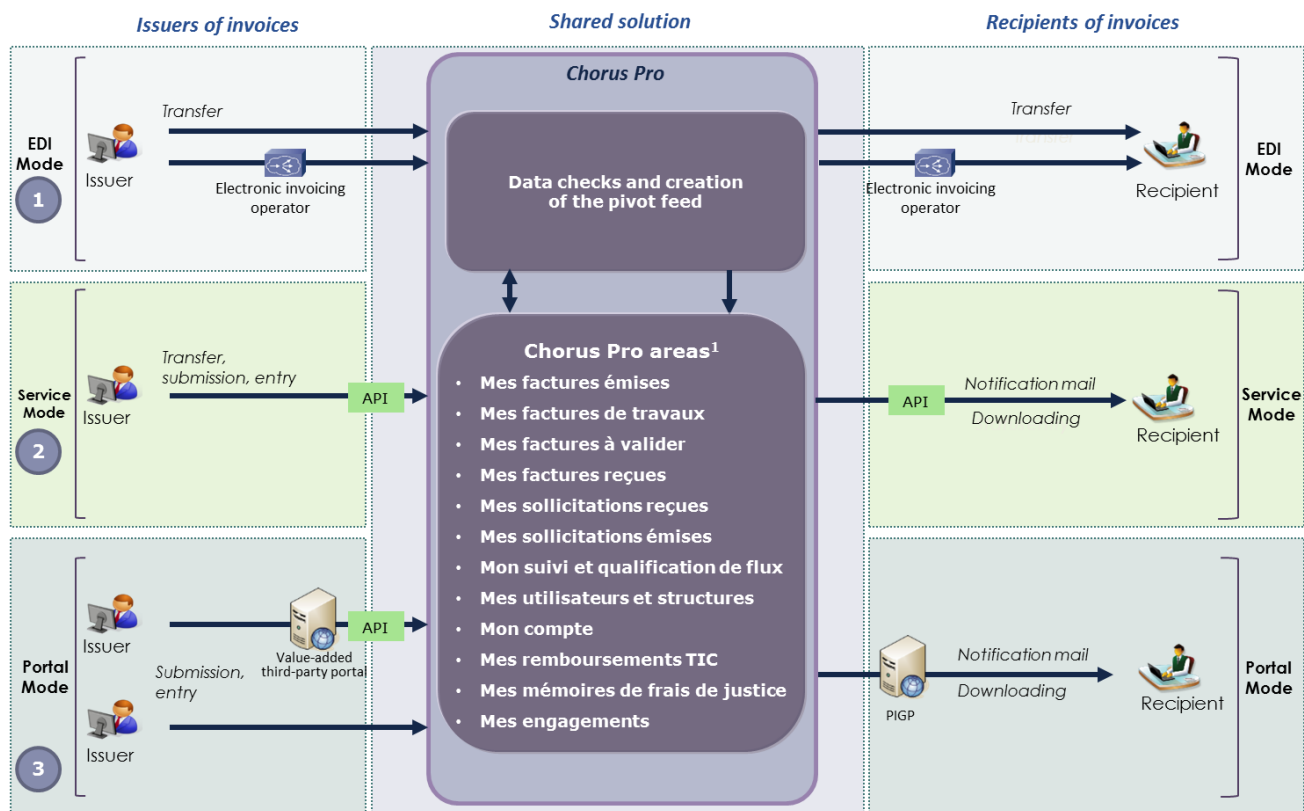 Issuers of invoices
Shared solution
Recipients of invoices
Chorus Pro
EDI
Mode
1
Issuer
Transfer
Electronic invoicing
operator
Data checks and creation
of the pivot feed
Transfer
Transfer
Electronic invoicing
operator
Recipient
EDI
Mode
Service
Mode
2
Issuer
Transfer,
submission, entry
API
Chorus Pro areas¹
• Mes factures émises
• Mes factures de travaux
• Mes factures à valider
• Mes factures reçues
• Mes sollicitations reçues
• Mes sollicitations émises
• Mon suivi et qualification de flux
• Mes utilisateurs et structures
• Mon compte
• Mes remboursements TIC
• Mes mémoires de frais de justice
• Mes engagements
API
Notification mail
Downloading
Recipient
Service
Mode
Portal
Mode
3
Issuer
Value-added
third-party portal
API
Submission,
entry
Issuer
PIGP
Notification mail
Downloading
Recipient
Portal
Mode